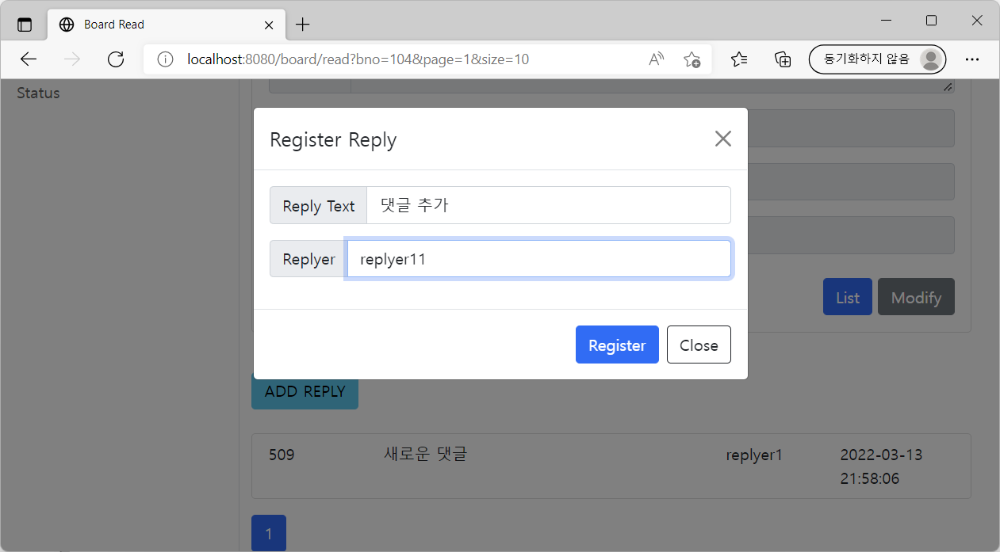 Board Read
localhost:8080/board/read?bno=104&page=1&size=10
동기화하지 않음
Status
Register Reply
Reply Text 댓글 추가
Replyer replyer11
List Modify
Register Close
ADD REPLY
509 새로운 댓글 replyer1 2022-03-13
21:58:06
1